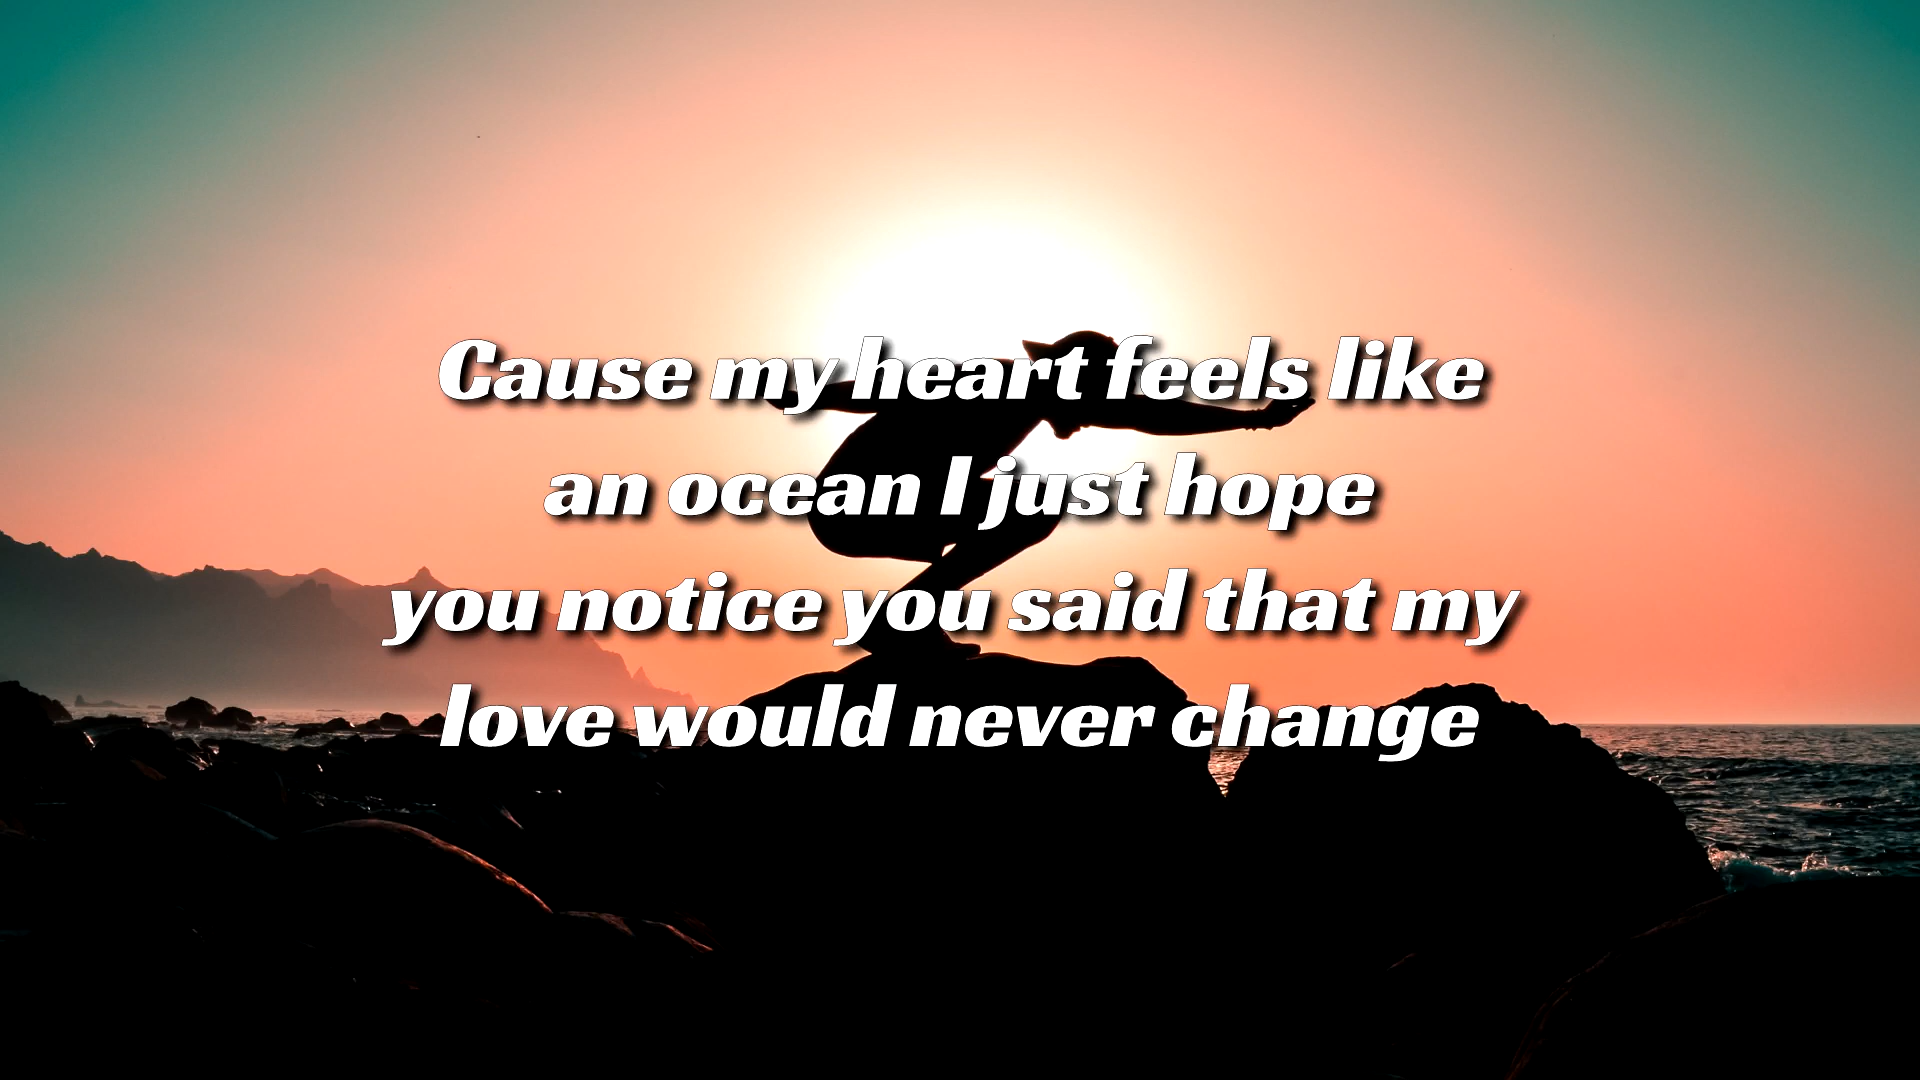 Cause my heart feels like
an ocean I just hope
you notice you said that my
love would never change